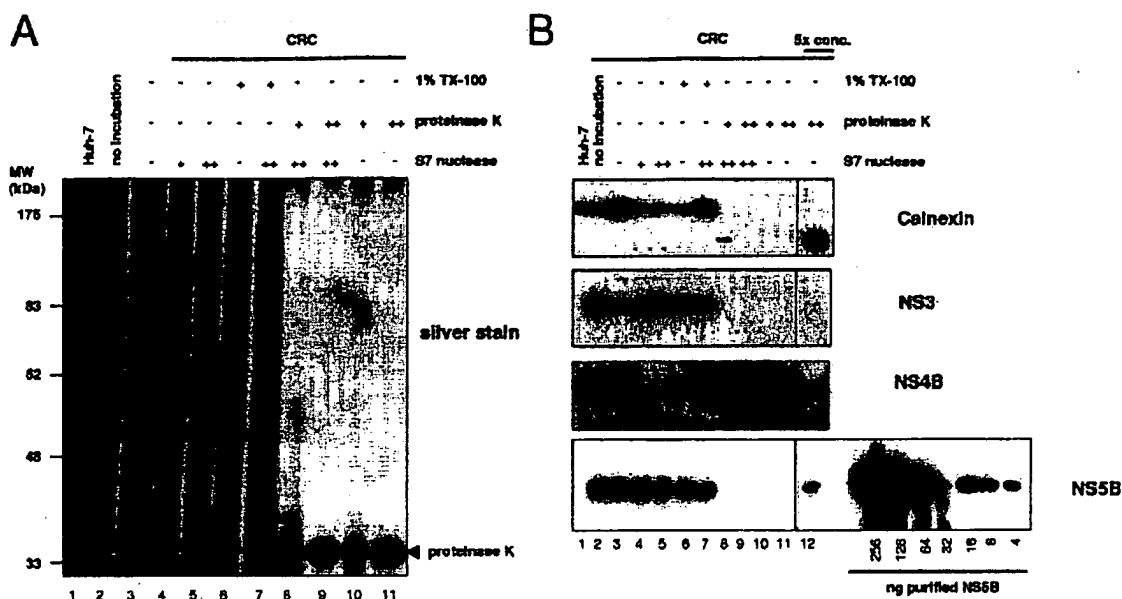 A
CRC
Huh-7
no incubation
- - - + + - - - - 1% TX-100
- - - - - + ++ + ++ proteinase K
- + ++ - ++ ++ ++ - - S7 nuclease
MW
(kDa)
175
83
62
48
33
silver stain
proteinase K
1 2 3 4 5 6 7 8 9 10 11
B
CRC
5x conc.
Huh-7
no incubation
- - - + + - - - - - 1% TX-100
- - - - - + ++ + ++ ++ proteinase K
- + ++ - ++ ++ ++ - - - S7 nuclease
Calnexin
NS3
NS4B
NS5B
1 2 3 4 5 6 7 8 9 10 11 12
256 128 64 32 16 8 4
ng purified NS5B